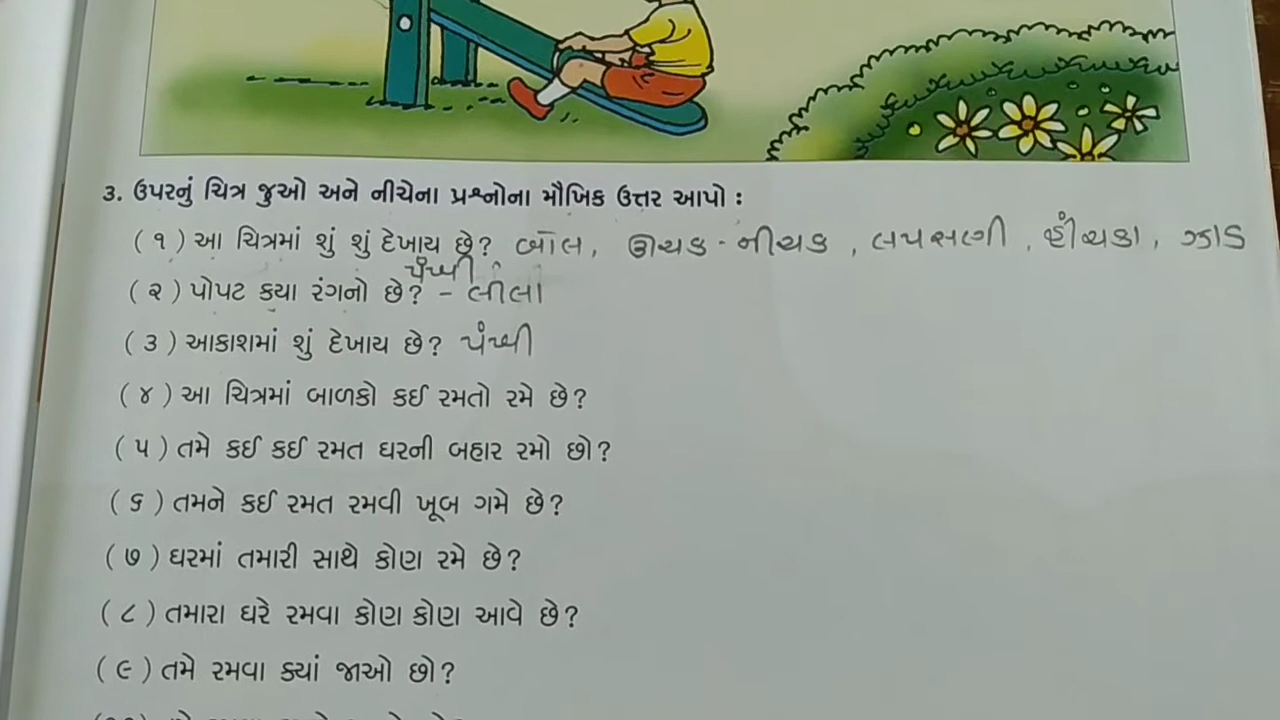 ૩. ઉપરનું ચિત્ર જુઓ અને નીચેના પ્રશ્નોના મૌખિક ઉત્તર આપો :
( ૧ ) આ ચિત્રમાં શું શું દેખાય છે? બૉલ, ઊચક - નીચક, લપસણી, હીંચકા, ઝાડ
પંખી
( ૨ ) પોપટ કયા રંગનો છે? - લીલા
( ૩ ) આકાશમાં શું દેખાય છે? પંખી
( ૪ ) આ ચિત્રમાં બાળકો કઈ રમતો રમે છે?
( ૫ ) તમે કઈ કઈ રમત ઘરની બહાર રમો છો?
( ૬ ) તમને કઈ રમત રમવી ખૂબ ગમે છે?
( ૭ ) ઘરમાં તમારી સાથે કોણ રમે છે?
( ૮ ) તમારા ઘરે રમવા કોણ કોણ આવે છે?
( ૯ ) તમે રમવા ક્યાં જાઓ છો?